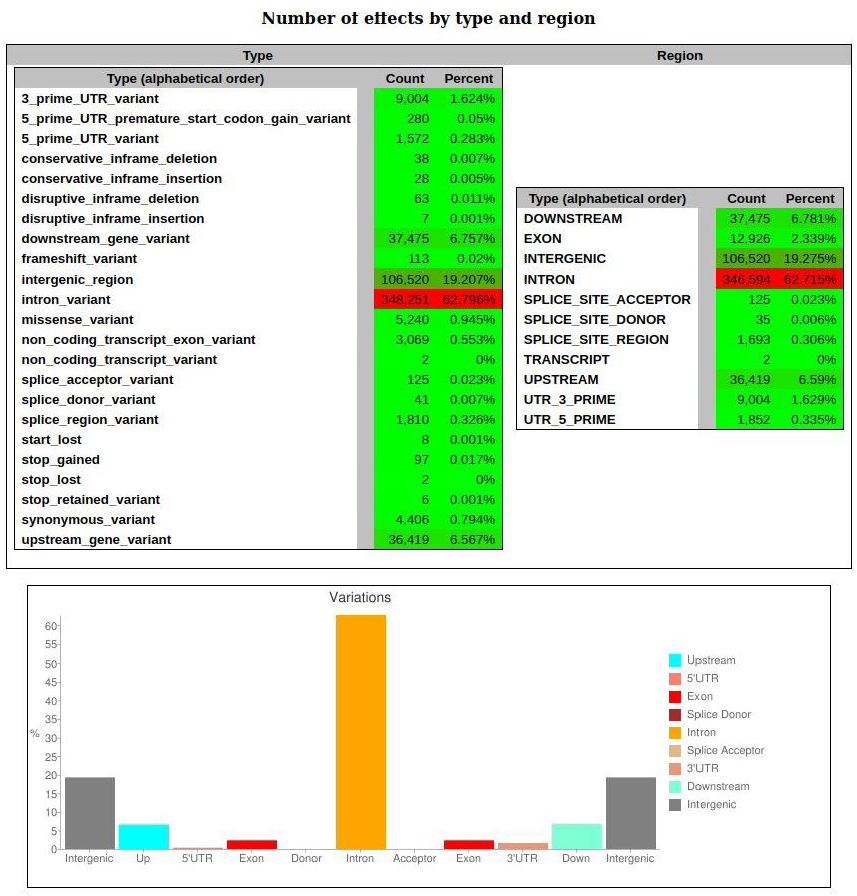 Number of effects by type and region
Type Region
Type (alphabetical order) Count Percent
3_prime_UTR_variant 9,004 1.624%
5_prime_UTR_premature_start_codon_gain_variant 280 0.05%
5_prime_UTR_variant 1,572 0.283%
conservative_inframe_deletion 38 0.007%
conservative_inframe_insertion 28 0.005%
disruptive_inframe_deletion 63 0.011%
disruptive_inframe_insertion 7 0.001%
downstream_gene_variant 37,475 6.757%
frameshift_variant 113 0.02%
intergenic_region 106,520 19.207%
intron_variant 348,251 62.796%
missense_variant 5,240 0.945%
non_coding_transcript_exon_variant 3,069 0.553%
non_coding_transcript_variant 2 0%
splice_acceptor_variant 125 0.023%
splice_donor_variant 41 0.007%
splice_region_variant 1,810 0.326%
start_lost 8 0.001%
stop_gained 97 0.017%
stop_lost 2 0%
stop_retained_variant 6 0.001%
synonymous_variant 4,406 0.794%
upstream_gene_variant 36,419 6.567%
Type (alphabetical order) Count Percent
DOWNSTREAM 37,475 6.781%
EXON 12,926 2.339%
INTERGENIC 106,520 19.275%
INTRON 346,594 62.715%
SPLICE_SITE_ACCEPTOR 125 0.023%
SPLICE_SITE_DONOR 35 0.006%
SPLICE_SITE_REGION 1,693 0.306%
TRANSCRIPT 2 0%
UPSTREAM 36,419 6.59%
UTR_3_PRIME 9,004 1.629%
UTR_5_PRIME 1,852 0.335%
Variations
60
55
50
45
40
35
30
25
20
15
10
5
0
%
Intergenic Up 5'UTR Exon Donor Intron Acceptor Exon 3'UTR Down Intergenic
Upstream
5'UTR
Exon
Splice Donor
Intron
Splice Acceptor
3'UTR
Downstream
Intergenic